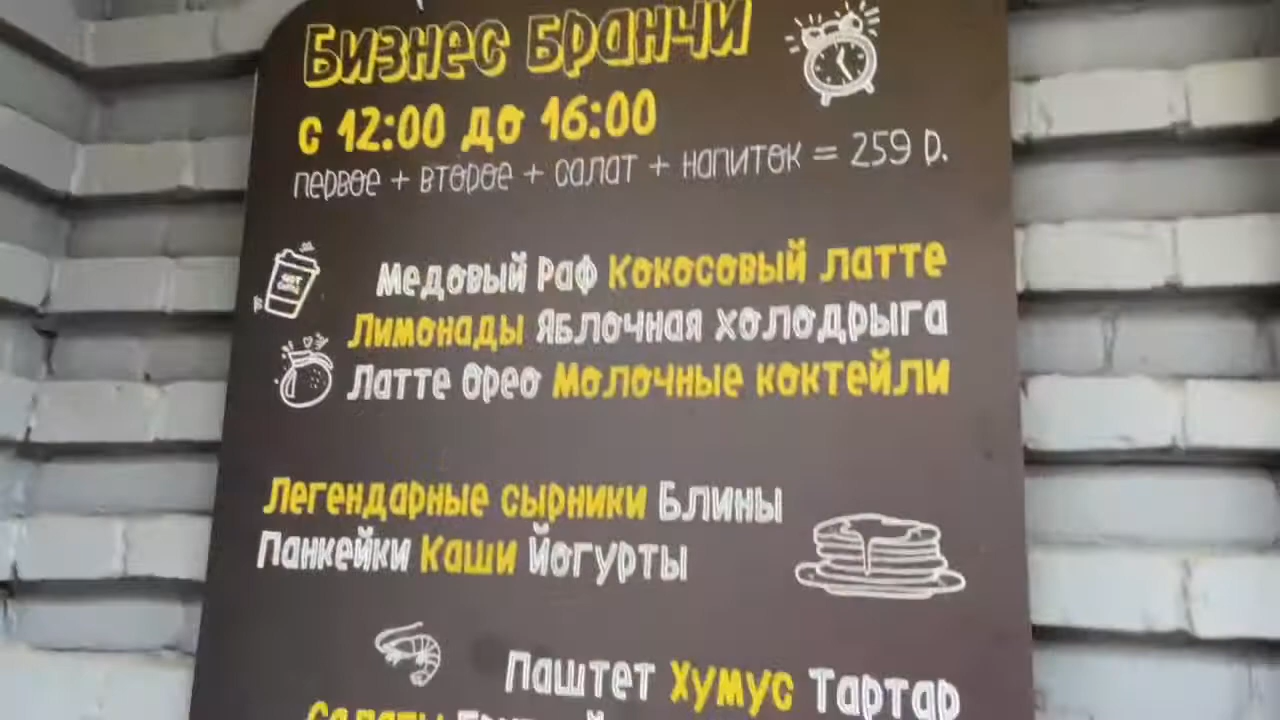 Бизнес Бранчи
с 12:00 до 16:00
первое + второе + салат + напиток = 259 р.
Медовый Раф Кокосовый латте
Лимонады Яблочная холодрыга
Латте Орео Молочные коктейли
Легендарные сырники Блины
Панкейки Каши Йогурты
Паштет Хумус Тартар
Салаты